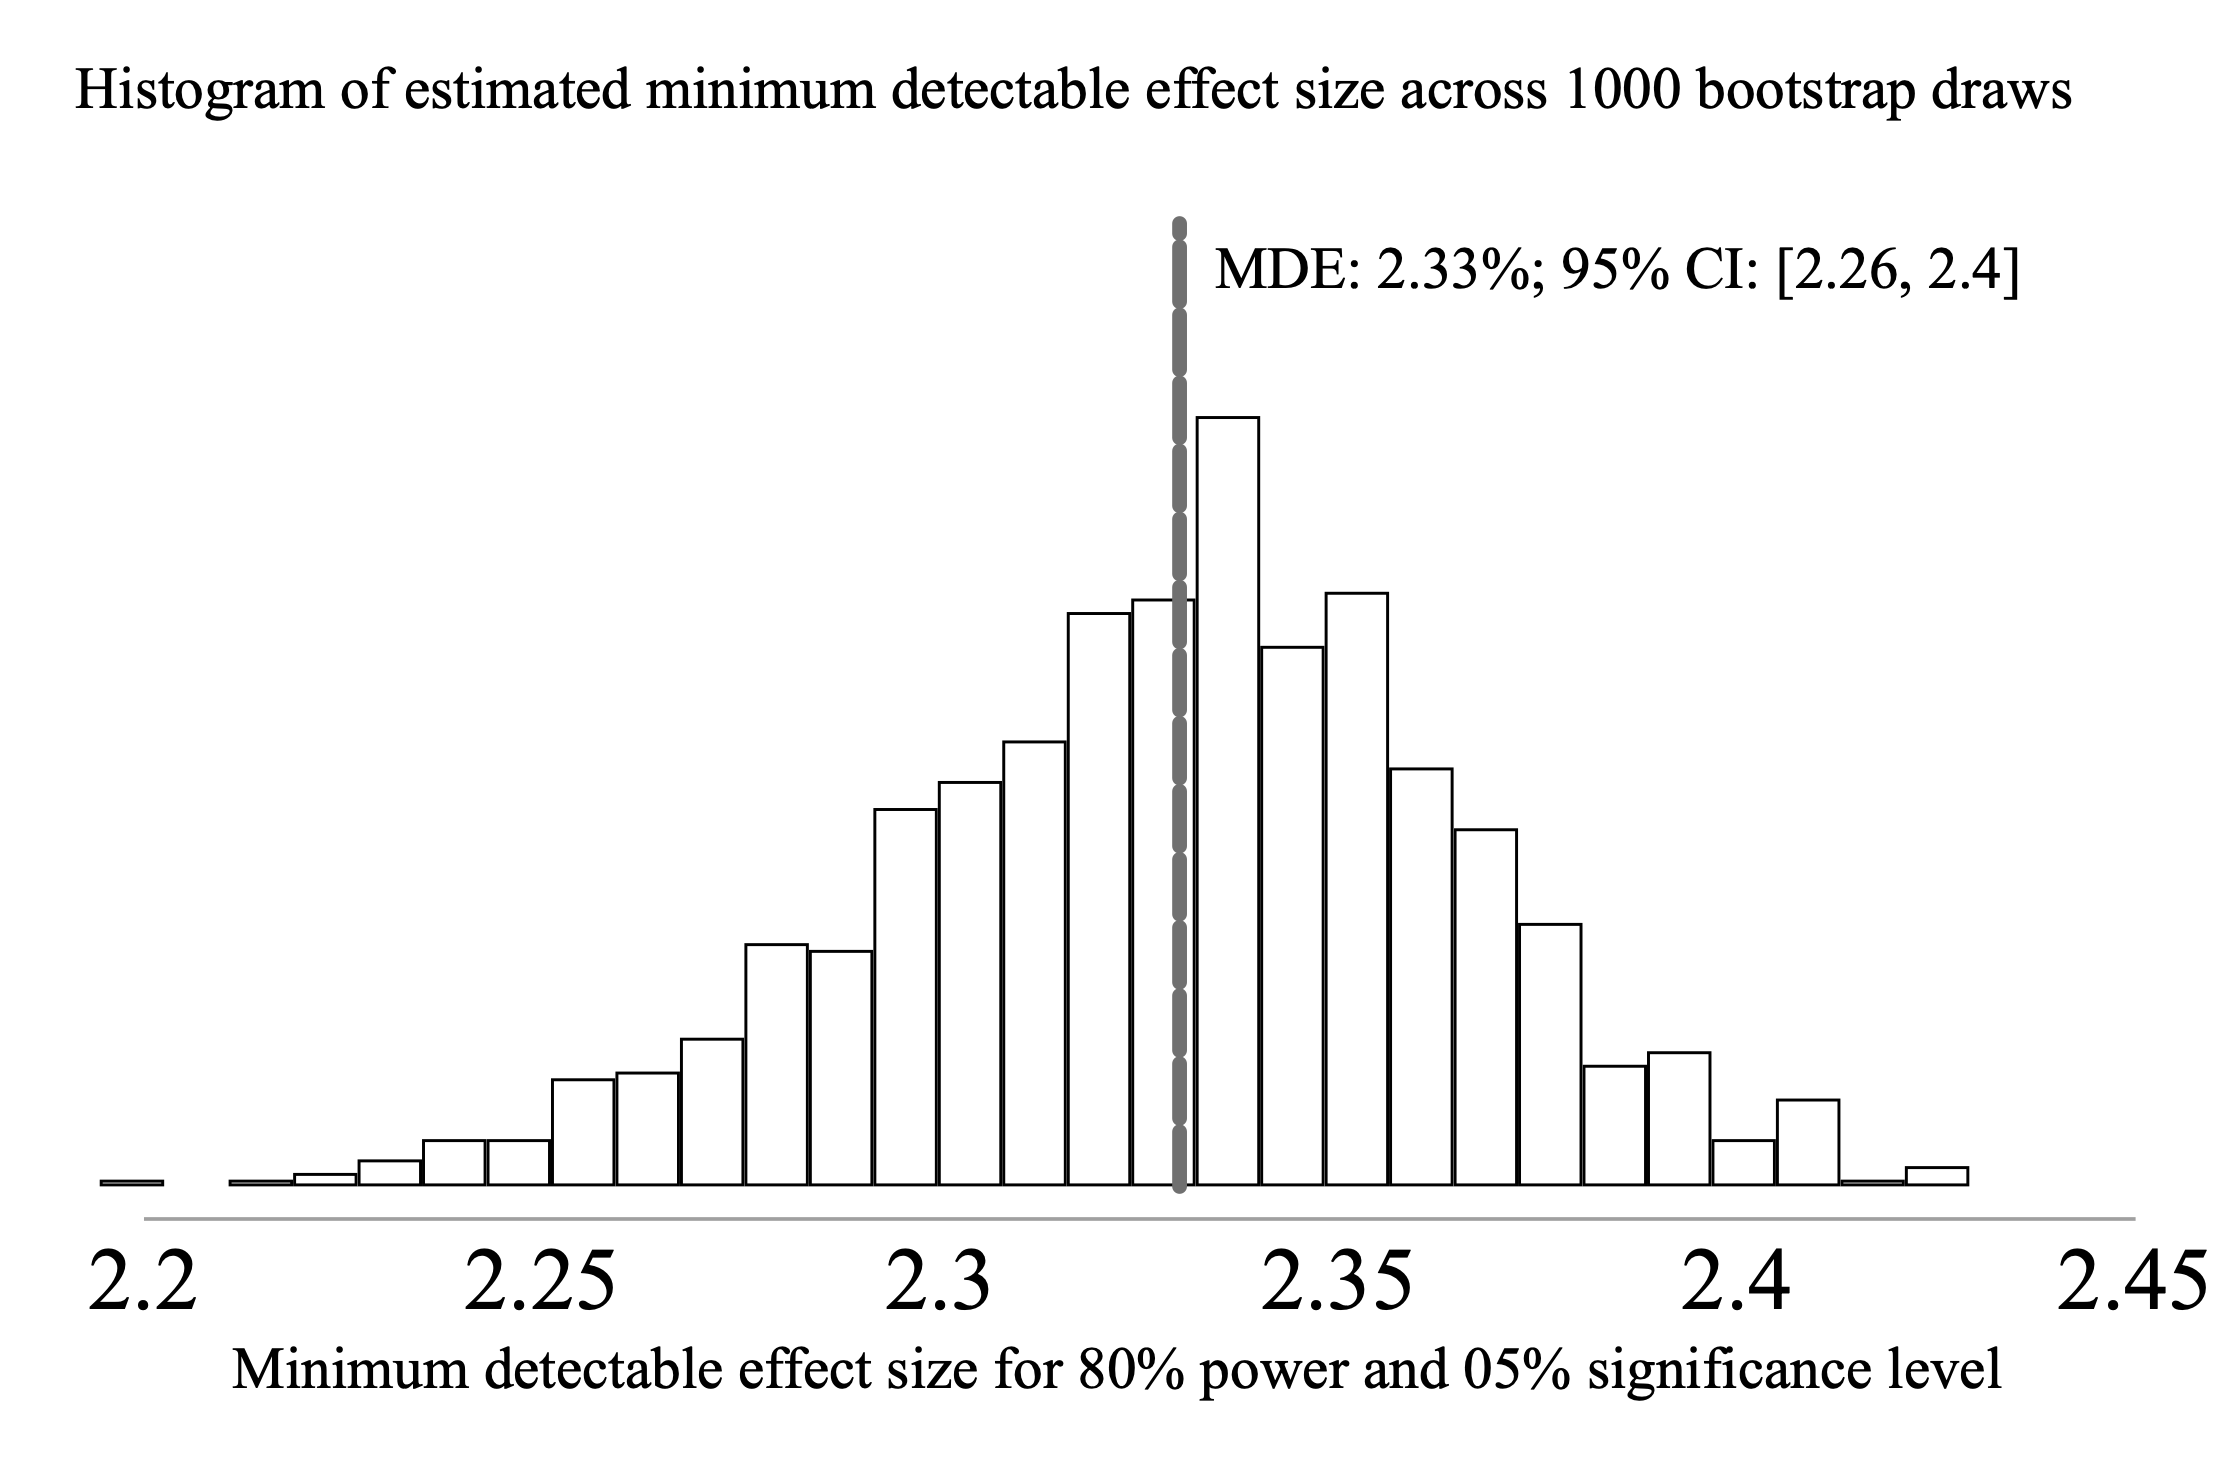 Histogram of estimated minimum detectable effect size across 1000 bootstrap draws
MDE: 2.33%; 95% CI: [2.26, 2.4]
2.2 2.25 2.3 2.35 2.4 2.45
Minimum detectable effect size for 80% power and 05% significance level